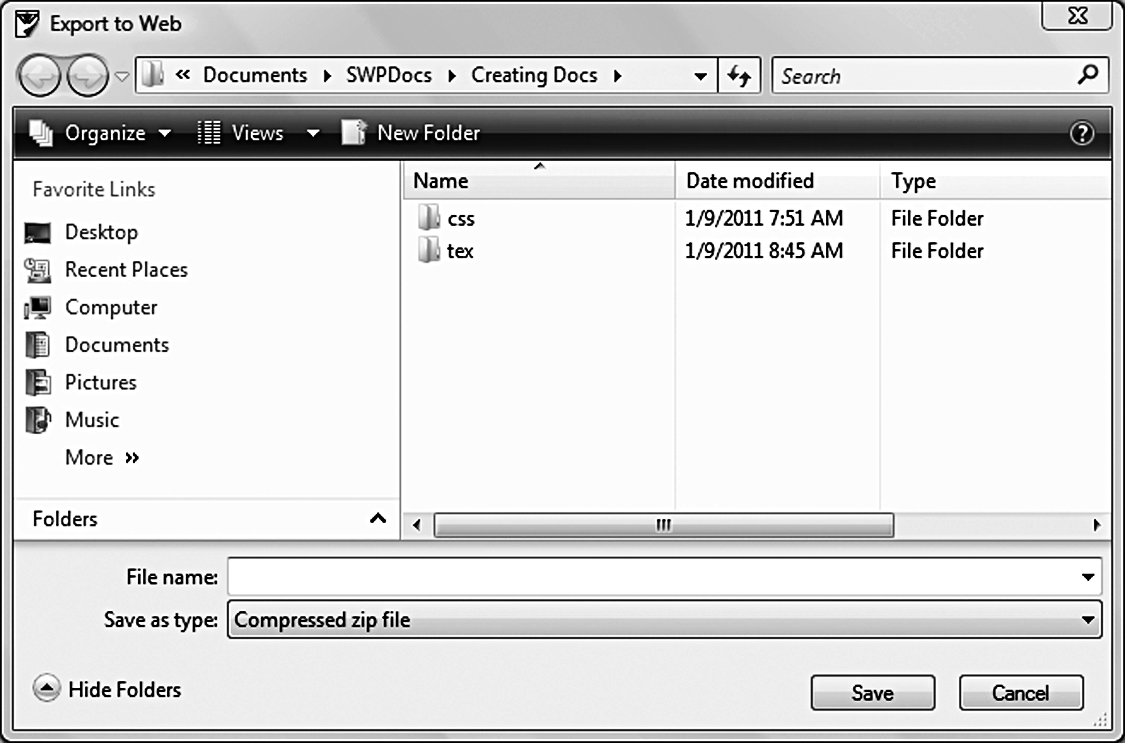 Export to Web
« Documents ▸ SWPDocs ▸ Creating Docs ▸
Search
Organize Views New Folder ?
Favorite Links
Desktop
Recent Places
Computer
Documents
Pictures
Music
More »
Folders
Name Date modified Type
css 1/9/2011 7:51 AM File Folder
tex 1/9/2011 8:45 AM File Folder
File name:
Save as type: Compressed zip file
Hide Folders Save Cancel